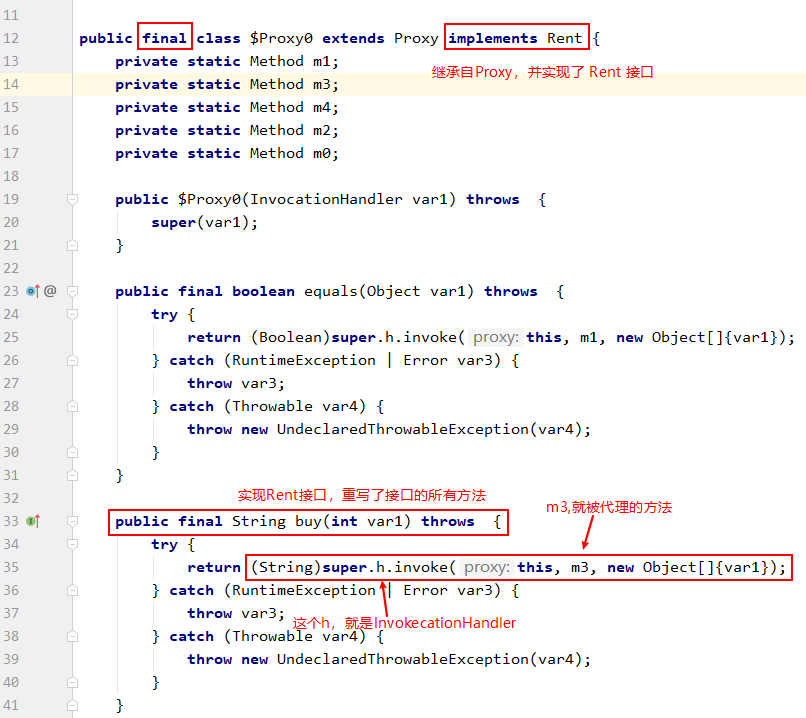 11
12 public final class $Proxy0 extends Proxy implements Rent {
13 private static Method m1;
继承自Proxy，并实现了 Rent 接口
14 private static Method m3;
15 private static Method m4;
16 private static Method m2;
17 private static Method m0;
18
19 public $Proxy0(InvocationHandler var1) throws {
20 super(var1);
21 }
22
23 @ public final boolean equals(Object var1) throws {
24 try {
25 return (Boolean)super.h.invoke( proxy: this, m1, new Object[]{var1});
26 } catch (RuntimeException | Error var3) {
27 throw var3;
28 } catch (Throwable var4) {
29 throw new UndeclaredThrowableException(var4);
30 }
31 }
32
实现Rent接口，重写了接口的所有方法
m3,就被代理的方法
33 public final String buy(int var1) throws {
34 try {
35 return (String)super.h.invoke( proxy: this, m3, new Object[]{var1});
36 } catch (RuntimeException | Error var3) {
37 throw var3;
这个h，就是InvokecationHandler
38 } catch (Throwable var4) {
39 throw new UndeclaredThrowableException(var4);
40 }
41 }